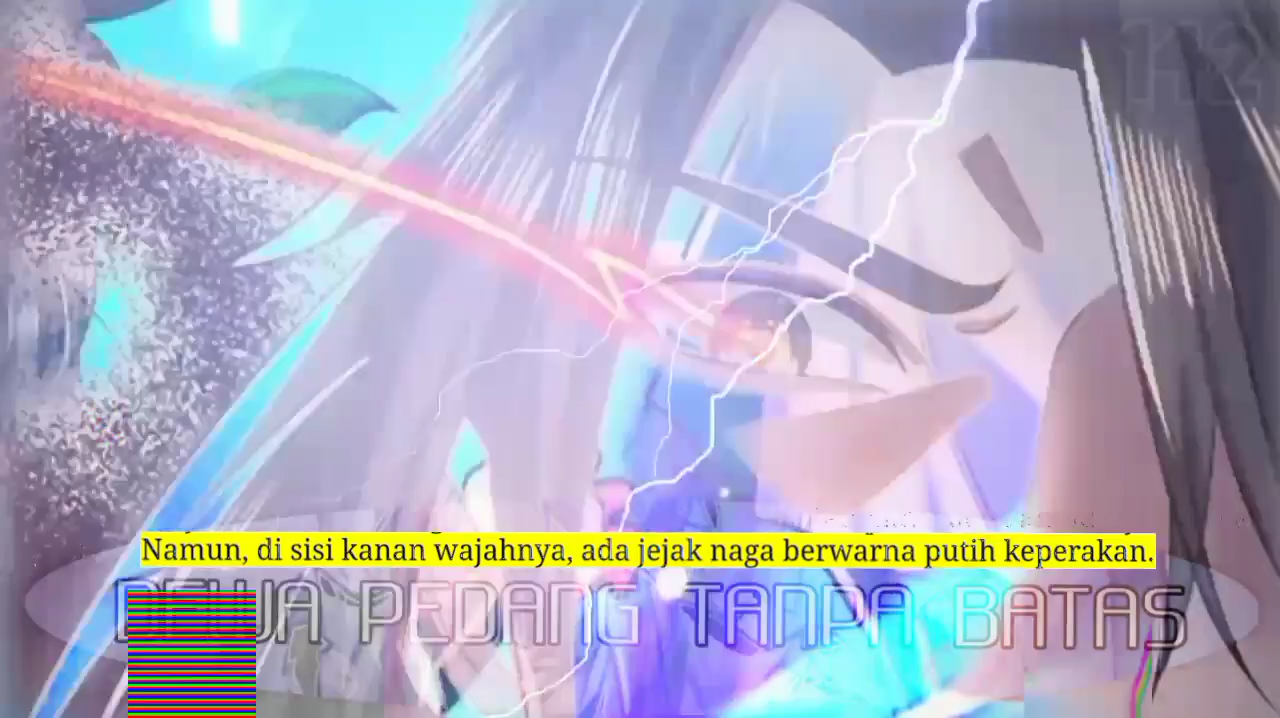 Namun, di sisi kanan wajahnya, ada jejak naga berwarna putih keperakan.
DEWA PEDANG TANPA BATAS